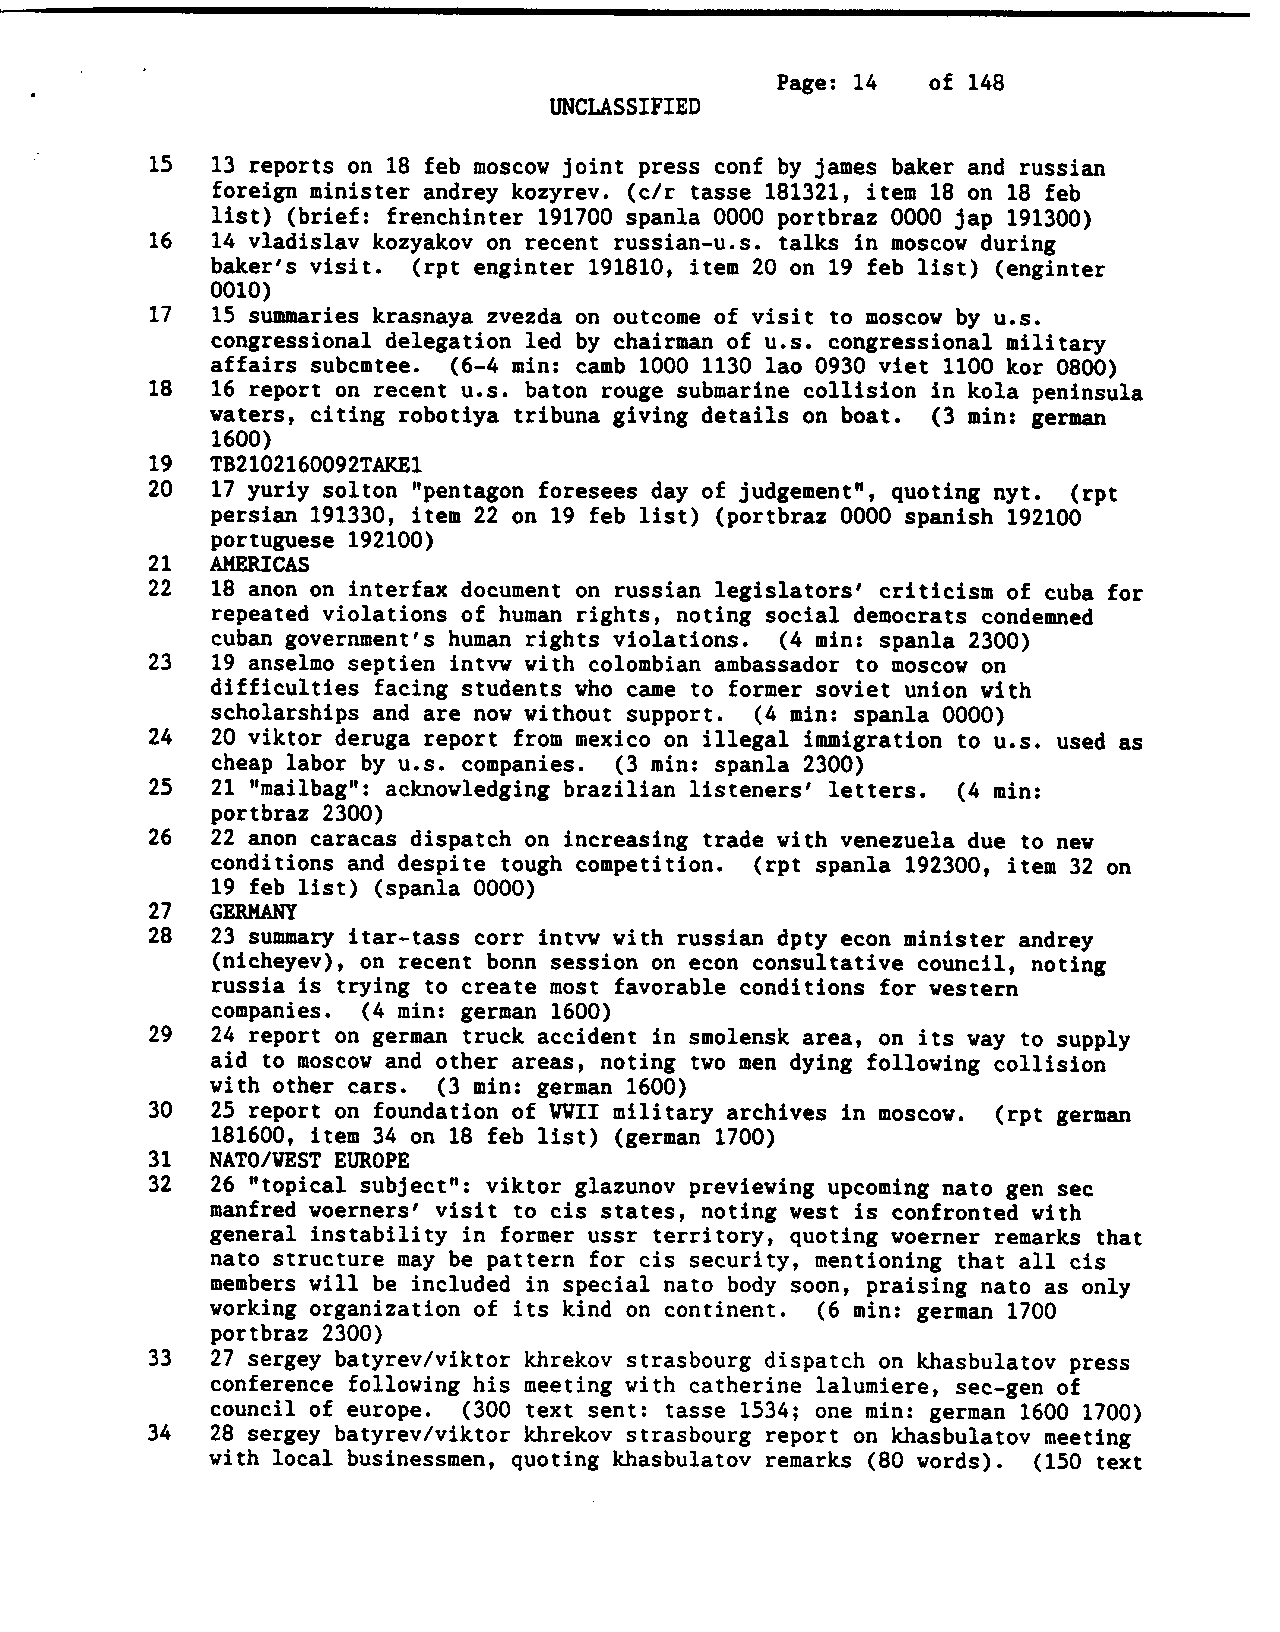 Page: 14 of 148
UNCLASSIFIED
15 13 reports on 18 feb moscow joint press conf by james baker and russian
foreign minister andrey kozyrev. (c/r tasse 181321, item 18 on 18 feb
list) (brief: frenchinter 191700 spanla 0000 portbraz 0000 jap 191300)
16 14 vladislav kozyakov on recent russian-u.s. talks in moscow during
baker's visit. (rpt enginter 191810, item 20 on 19 feb list) (enginter
0010)
17 15 summaries krasnaya zvezda on outcome of visit to moscow by u.s.
congressional delegation led by chairman of u.s. congressional military
affairs subcmtee. (6-4 min: camb 1000 1130 lao 0930 viet 1100 kor 0800)
18 16 report on recent u.s. baton rouge submarine collision in kola peninsula
waters, citing robotiya tribuna giving details on boat. (3 min: german
1600)
19 TB2102160092TAKE1
20 17 yuriy solton "pentagon foresees day of judgement", quoting nyt. (rpt
persian 191330, item 22 on 19 feb list) (portbraz 0000 spanish 192100
portuguese 192100)
21 AMERICAS
22 18 anon on interfax document on russian legislators' criticism of cuba for
repeated violations of human rights, noting social democrats condemned
cuban government's human rights violations. (4 min: spanla 2300)
23 19 anselmo septien intvw with colombian ambassador to moscow on
difficulties facing students who came to former soviet union with
scholarships and are now without support. (4 min: spanla 0000)
24 20 viktor deruga report from mexico on illegal immigration to u.s. used as
cheap labor by u.s. companies. (3 min: spanla 2300)
25 21 "mailbag": acknowledging brazilian listeners' letters. (4 min:
portbraz 2300)
26 22 anon caracas dispatch on increasing trade with venezuela due to new
conditions and despite tough competition. (rpt spanla 192300, item 32 on
19 feb list) (spanla 0000)
27 GERMANY
28 23 summary itar-tass corr intvw with russian dpty econ minister andrey
(nicheyev), on recent bonn session on econ consultative council, noting
russia is trying to create most favorable conditions for western
companies. (4 min: german 1600)
29 24 report on german truck accident in smolensk area, on its way to supply
aid to moscow and other areas, noting two men dying following collision
with other cars. (3 min: german 1600)
30 25 report on foundation of WWII military archives in moscow. (rpt german
181600, item 34 on 18 feb list) (german 1700)
31 NATO/WEST EUROPE
32 26 "topical subject": viktor glazunov previewing upcoming nato gen sec
manfred woerners' visit to cis states, noting west is confronted with
general instability in former ussr territory, quoting woerner remarks that
nato structure may be pattern for cis security, mentioning that all cis
members will be included in special nato body soon, praising nato as only
working organization of its kind on continent. (6 min: german 1700
portbraz 2300)
33 27 sergey batyrev/viktor khrekov strasbourg dispatch on khasbulatov press
conference following his meeting with catherine lalumiere, sec-gen of
council of europe. (300 text sent: tasse 1534; one min: german 1600 1700)
34 28 sergey batyrev/viktor khrekov strasbourg report on khasbulatov meeting
with local businessmen, quoting khasbulatov remarks (80 words). (150 text